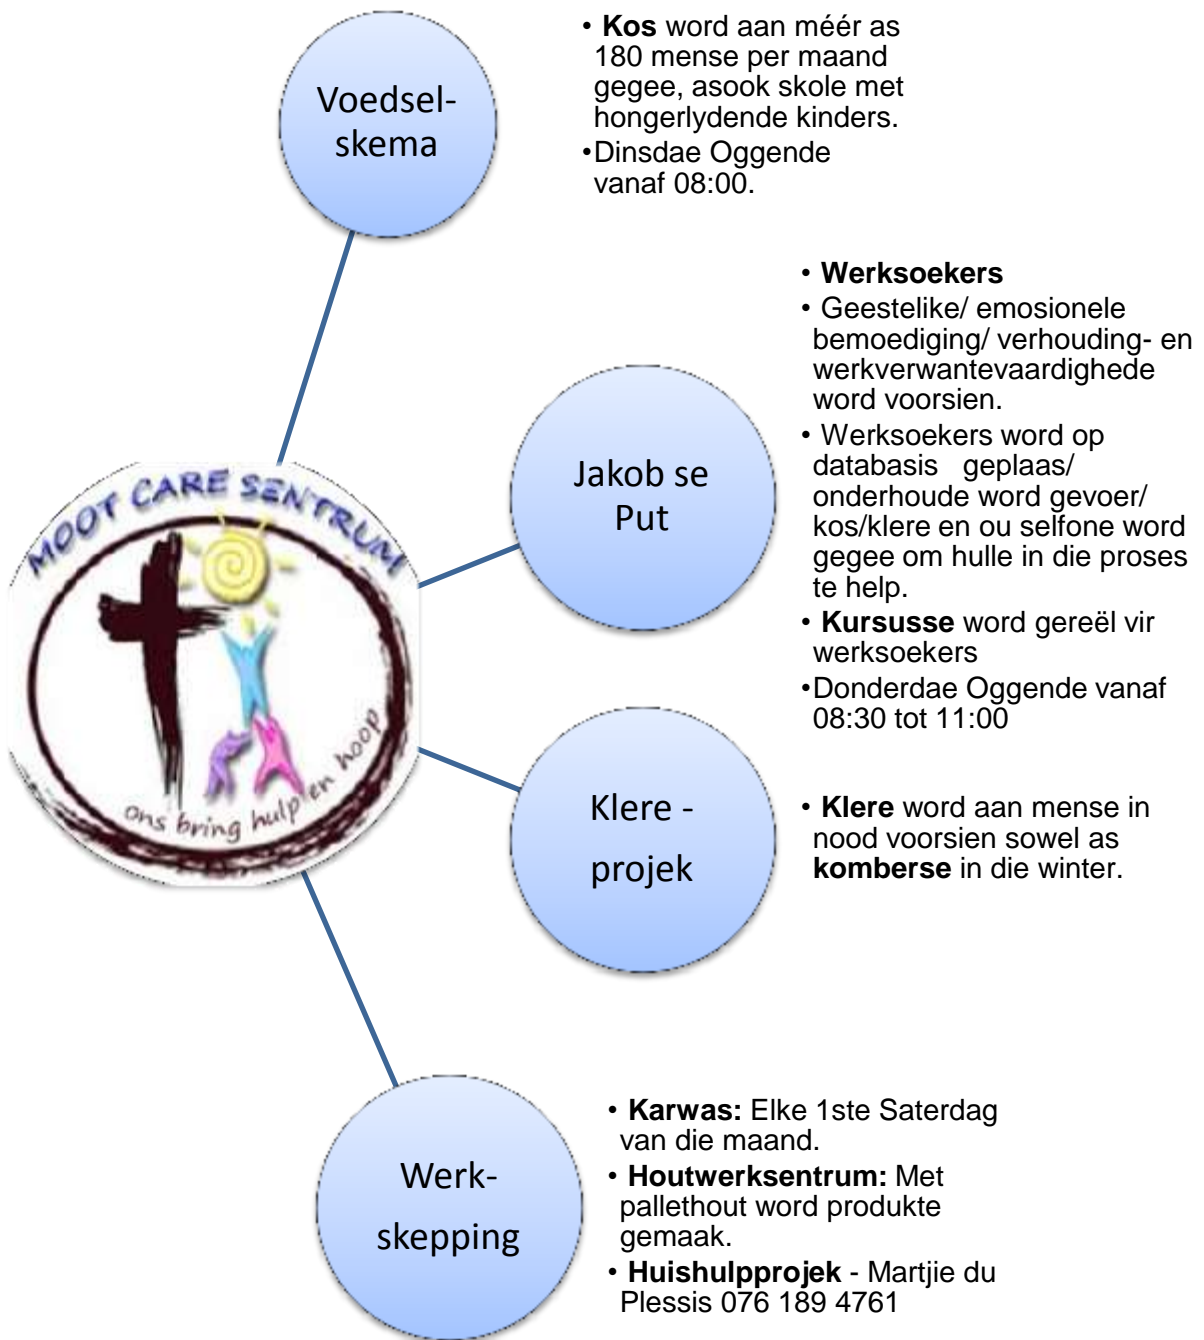 Voedsel-
skema
• Kos word aan méér as
180 mense per maand
gegee, asook skole met
hongerlydende kinders.
•Dinsdae Oggende
vanaf 08:00.
MOOT CARE SENTRUM
ons bring hulp en hoop
Jakob se
Put
• Werksoekers
• Geestelike/ emosionele
bemoediging/ verhouding- en
werkverwantevaardighede
word voorsien.
• Werksoekers word op
databasis geplaas/
onderhoude word gevoer/
kos/klere en ou selfone word
gegee om hulle in die proses
te help.
• Kursusse word gereël vir
werksoekers
•Donderdae Oggende vanaf
08:30 tot 11:00
Klere -
projek
• Klere word aan mense in
nood voorsien sowel as
komberse in die winter.
Werk-
skepping
• Karwas: Elke 1ste Saterdag
van die maand.
• Houtwerksentrum: Met
pallethout word produkte
gemaak.
• Huishulpprojek - Martjie du
Plessis 076 189 4761